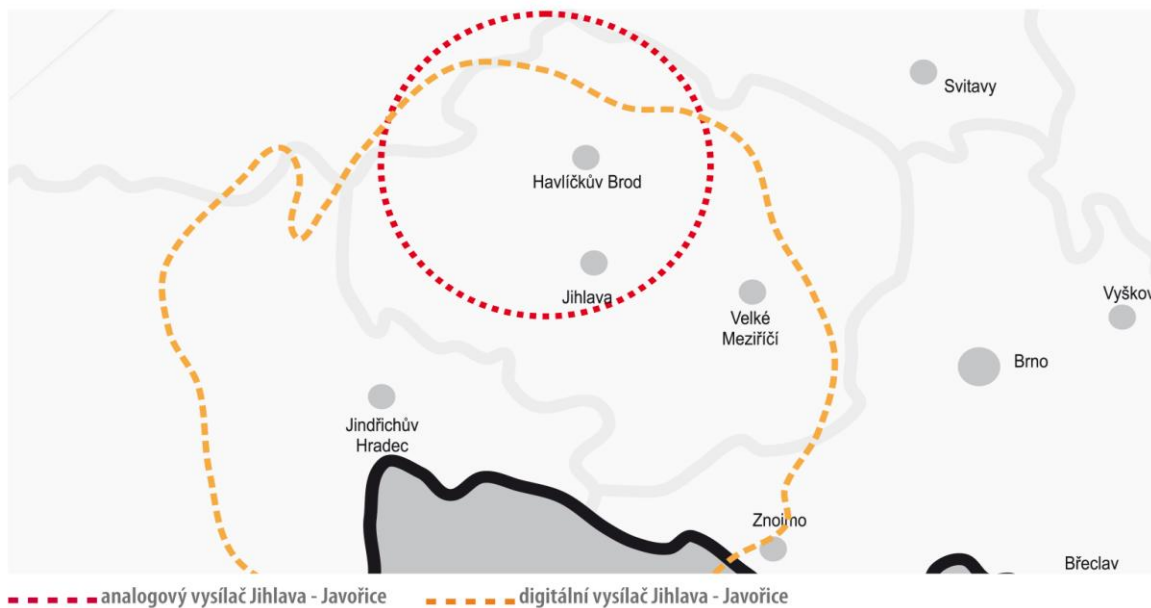 Svitavy
Havlíčkův Brod
Jihlava
Velké
Meziříčí
Vyškov
Brno
Jindřichův
Hradec
Znojmo
Břeclav
analogový vysílač Jihlava - Javořice
digitální vysílač Jihlava - Javořice